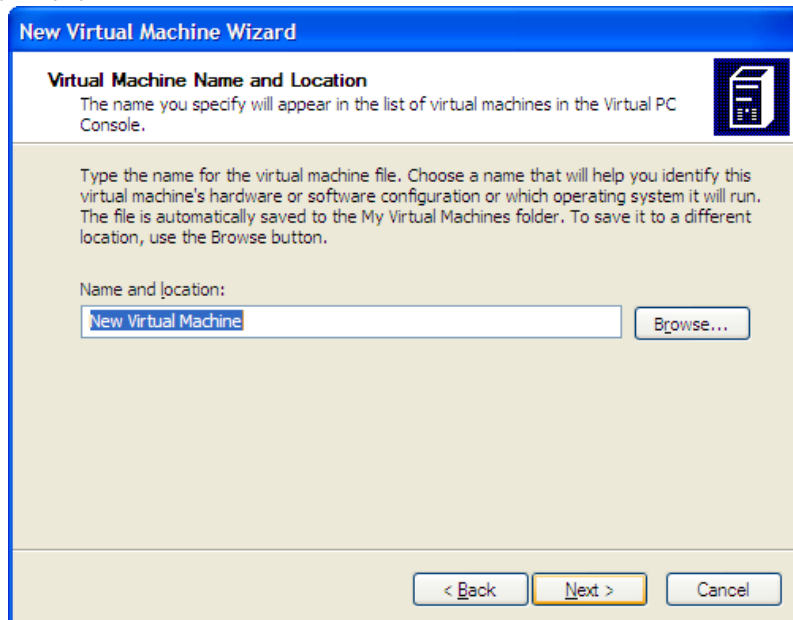 New Virtual Machine Wizard
Virtual Machine Name and Location
The name you specify will appear in the list of virtual machines in the Virtual PC
Console.
Type the name for the virtual machine file. Choose a name that will help you identify this
virtual machine's hardware or software configuration or which operating system it will run.
The file is automatically saved to the My Virtual Machines folder. To save it to a different
location, use the Browse button.
Name and location:
New Virtual Machine
Browse...
< Back
Next >
Cancel